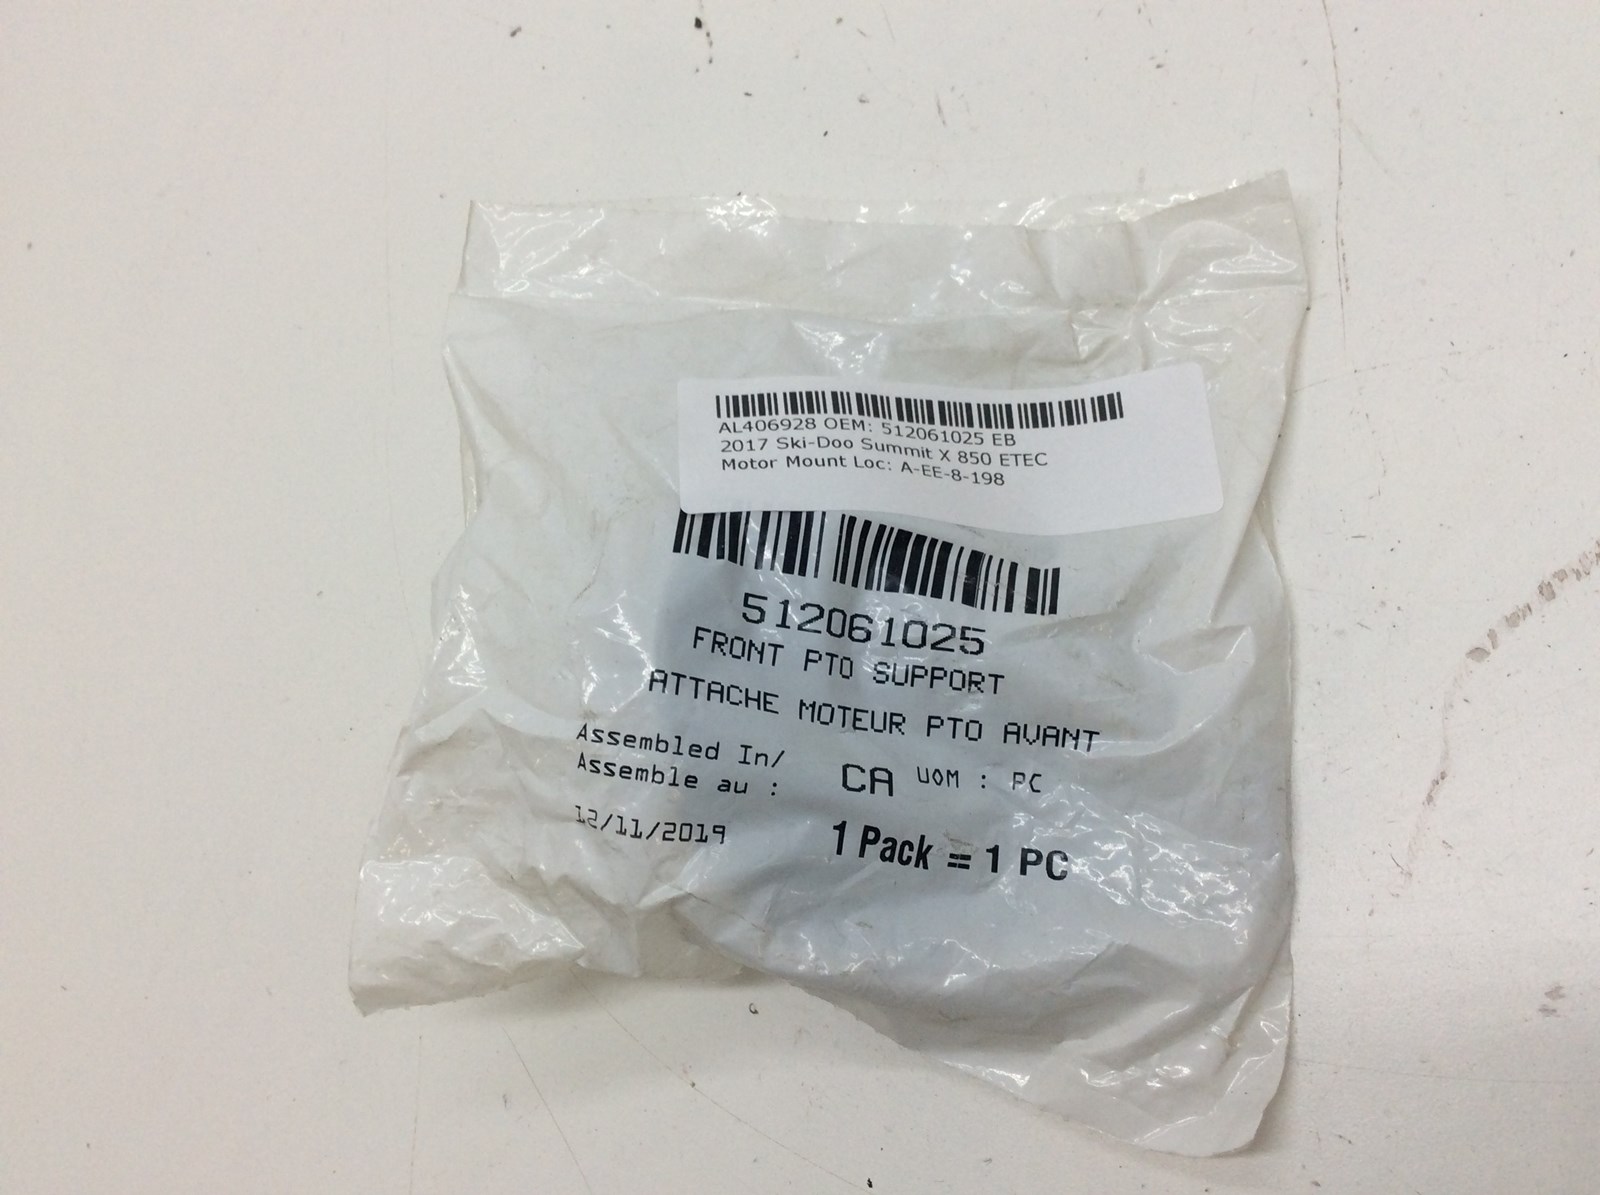 AL406928 OEM: 512061025 EB
2017 Ski-Doo Summit X 850 ETEC
Motor Mount Loc: A-EE-8-198
512061025
FRONT PTO SUPPORT
ATTACHE MOTEUR PTO AVANT
Assembled In/
Assemble au : CA UOM : PC
12/11/2019
1 Pack = 1 PC